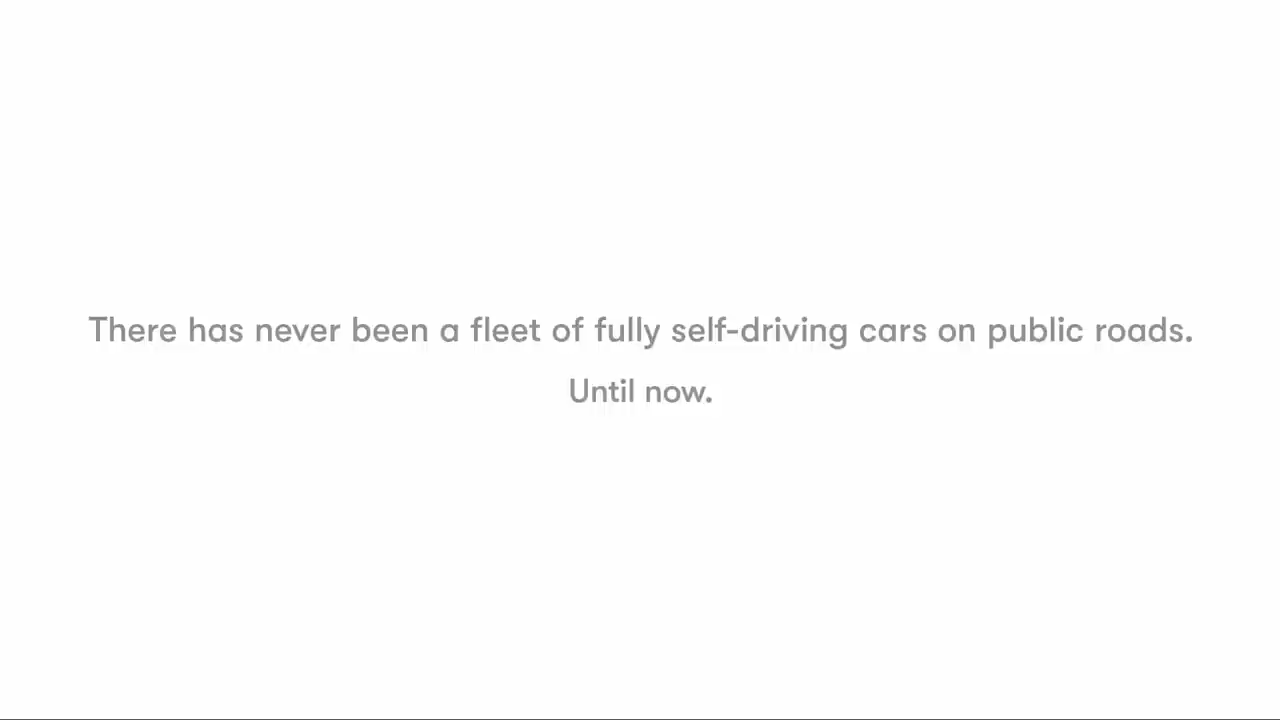 There has never been a fleet of fully self-driving cars on public roads.
Until now.